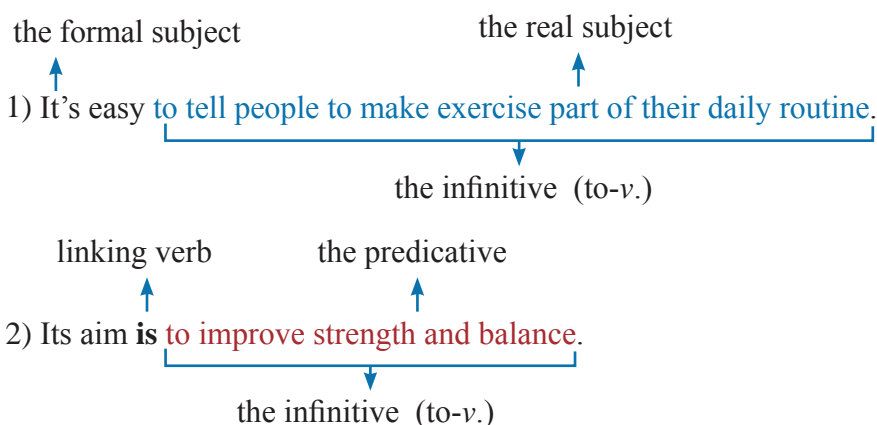 the formal subject the real subject
1) It's easy to tell people to make exercise part of their daily routine.
the infinitive (to-v.)
linking verb the predicative
2) Its aim is to improve strength and balance.
the infinitive (to-v.)